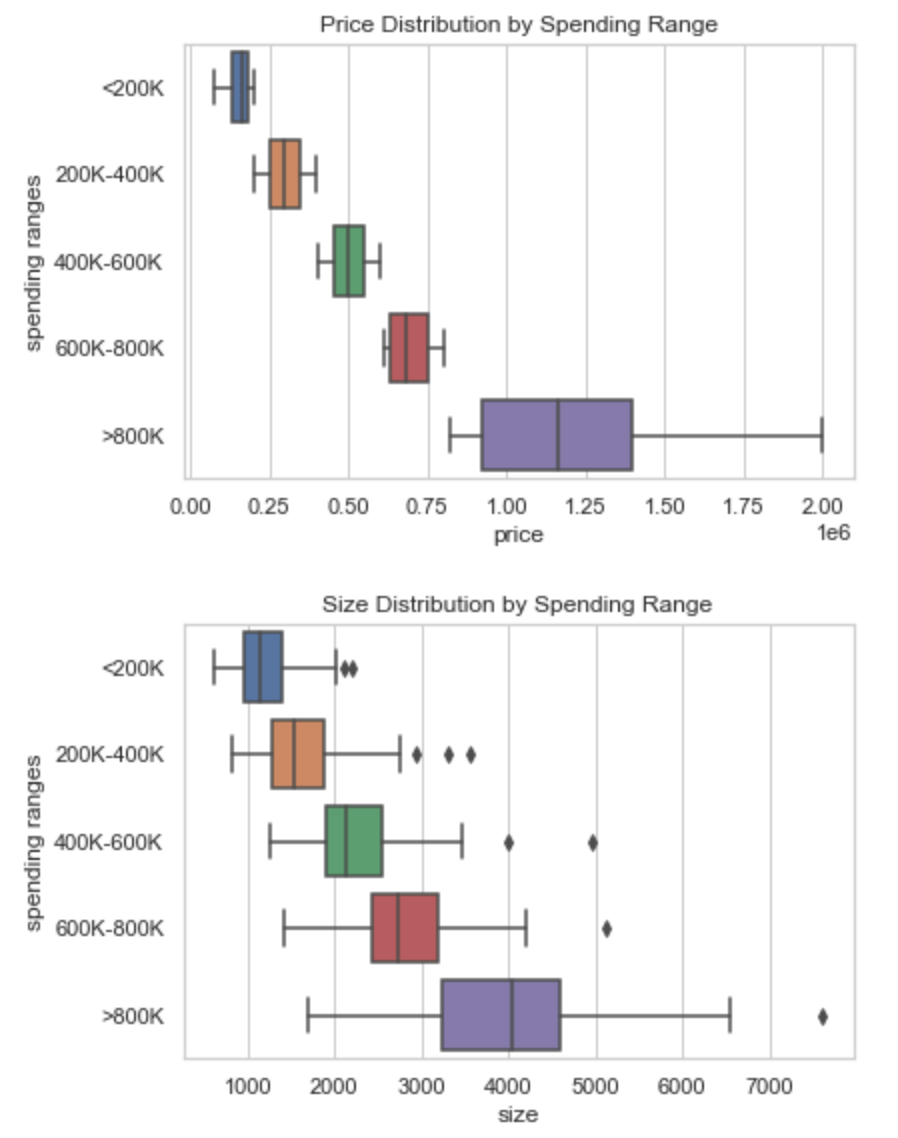 Price Distribution by Spending Range
spending ranges
<200K
200K-400K
400K-600K
600K-800K
>800K
0.00 0.25 0.50 0.75 1.00 1.25 1.50 1.75 2.00
price
1e6
Size Distribution by Spending Range
spending ranges
<200K
200K-400K
400K-600K
600K-800K
>800K
1000 2000 3000 4000 5000 6000 7000
size